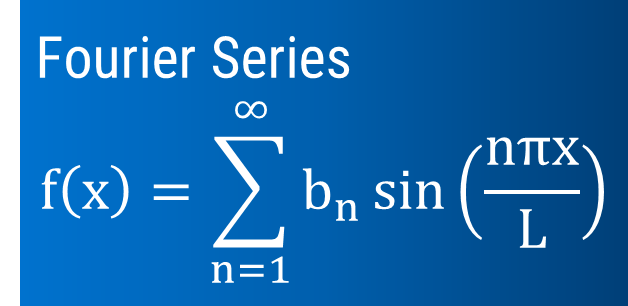 Fourier Series
∞
f(x) = ∑ bₙ sin (nπx/L)
n=1